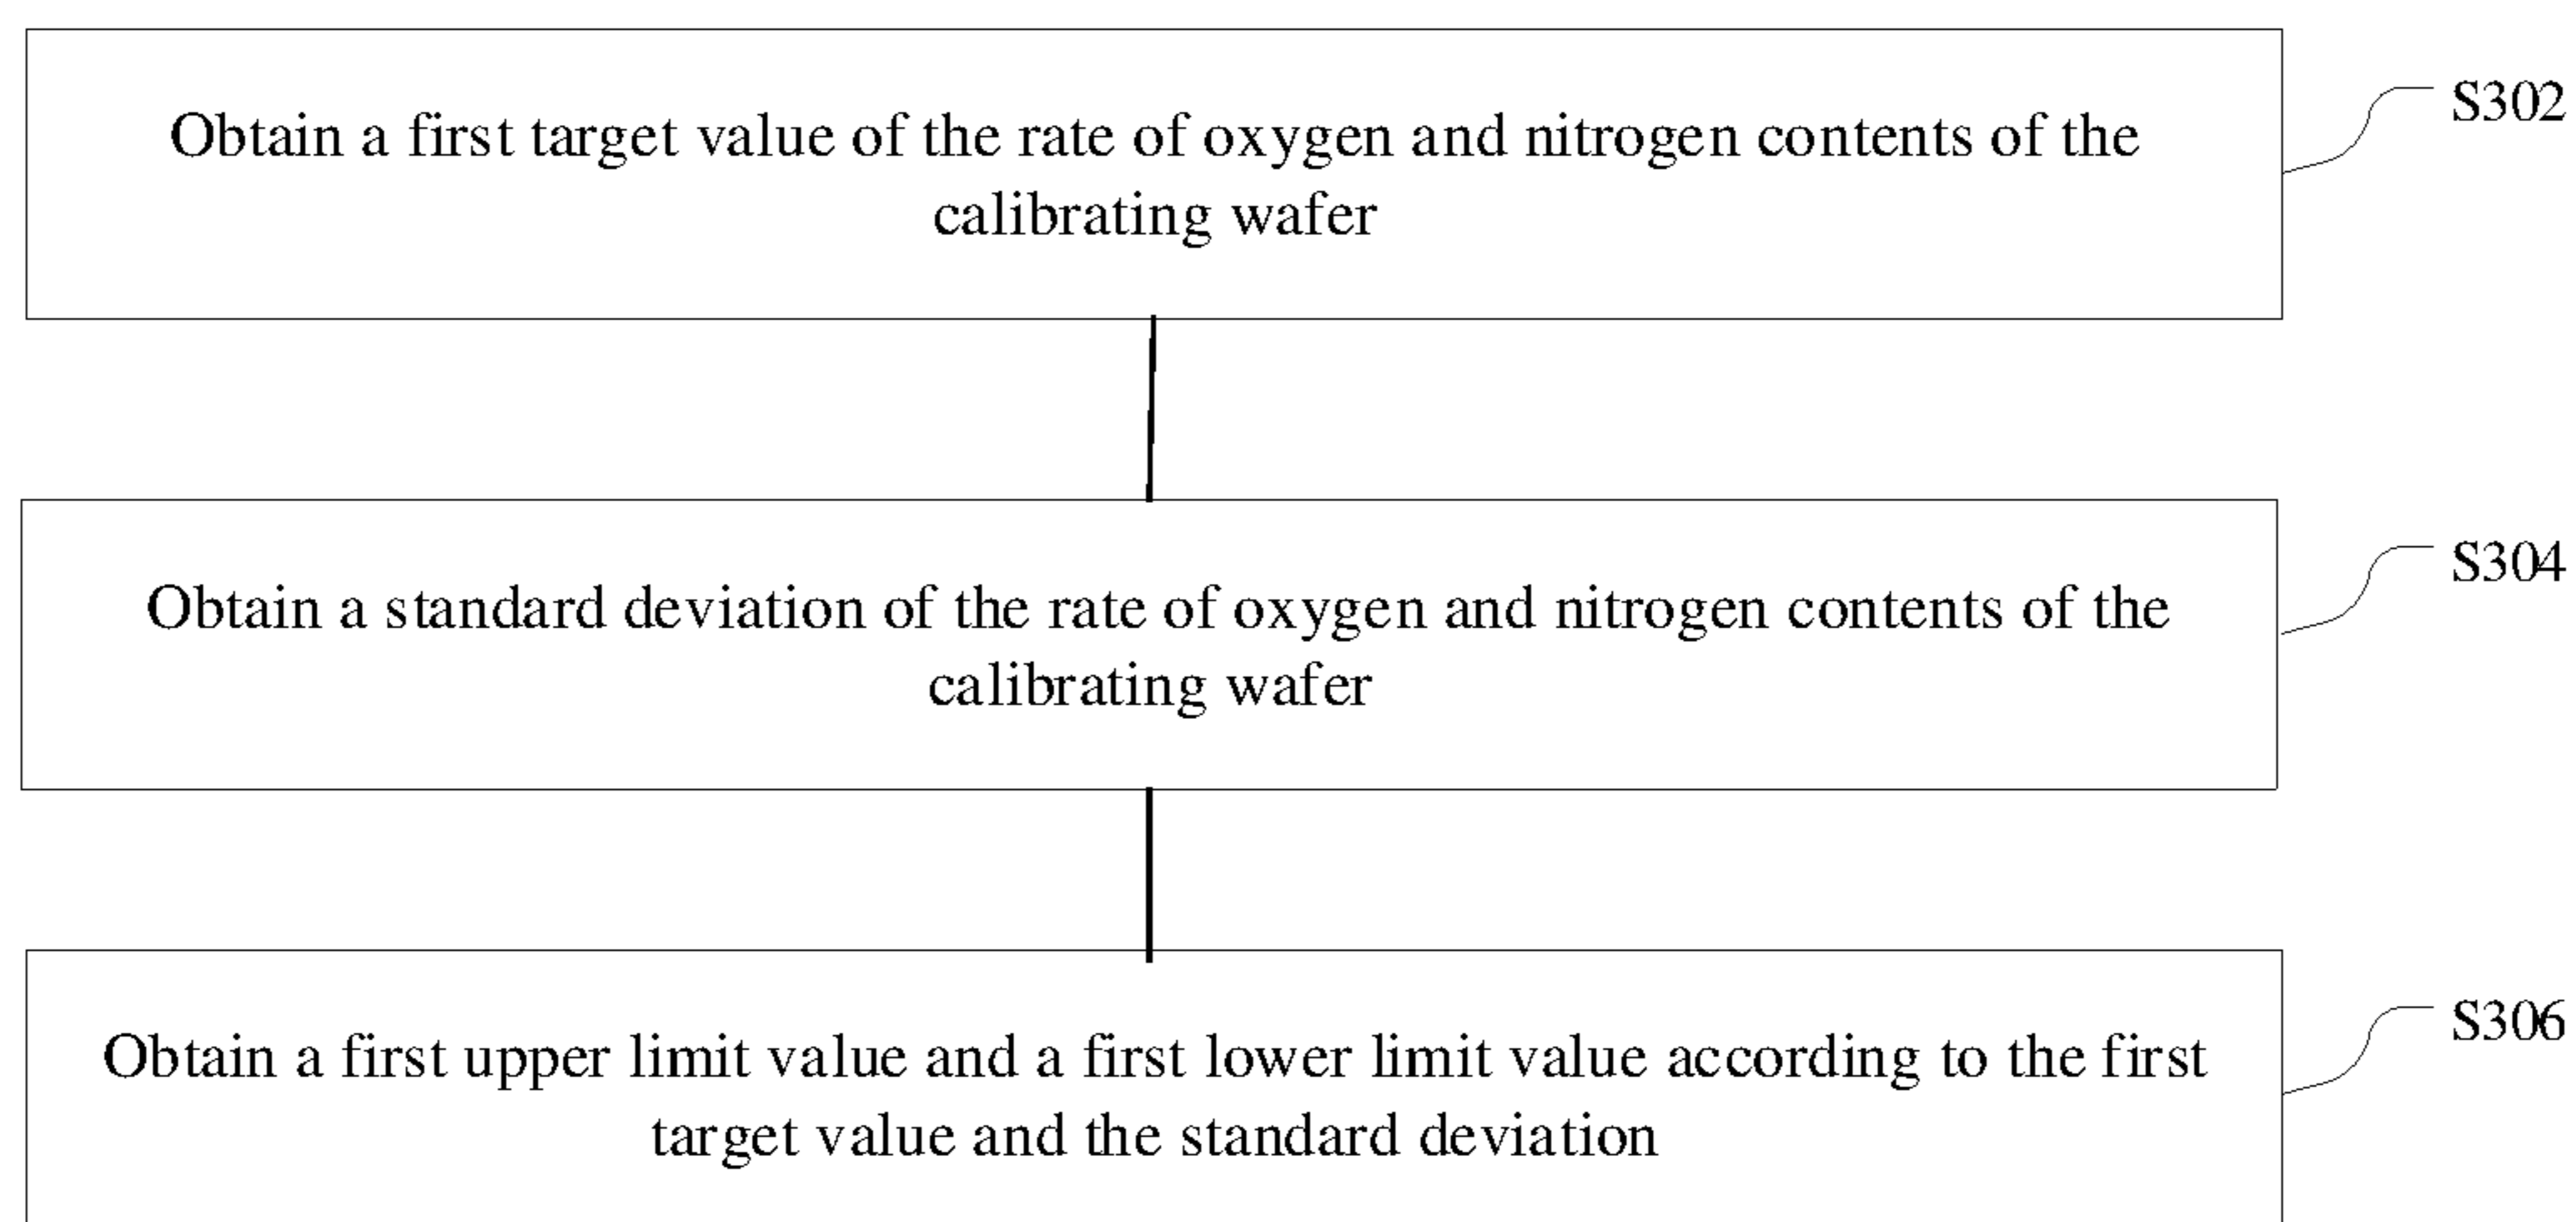 Obtain a first target value of the rate of oxygen and nitrogen contents of the
calibrating wafer
S302
Obtain a standard deviation of the rate of oxygen and nitrogen contents of the
calibrating wafer
S304
Obtain a first upper limit value and a first lower limit value according to the first
target value and the standard deviation
S306